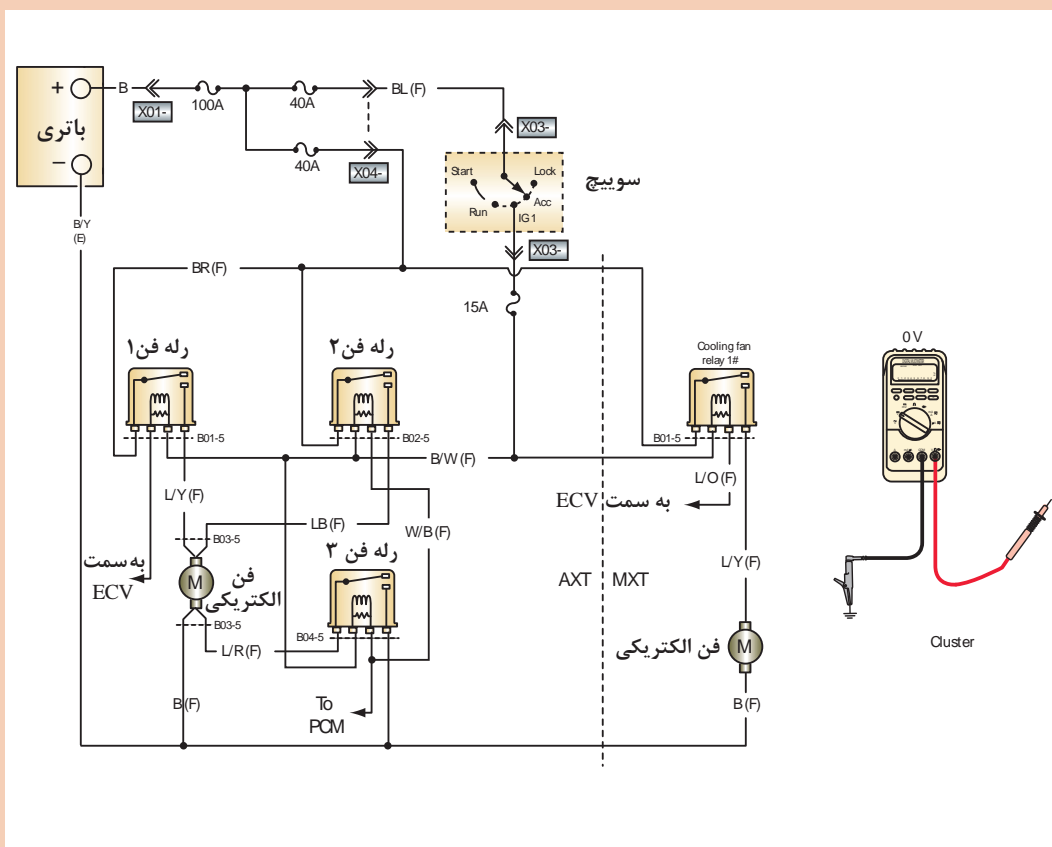 +
باتری
−
B
X01-
100A
40A
BL (F)
40A
X04-
X03-
Start
Lock
Run
Acc
IG 1
سوییچ
X03-
B/Y
(E)
BR (F)
15A
رله فن۱
رله فن۲
Cooling fan
relay 1#
0 V
B01-5
B02-5
B01-5
B/W (F)
L/Y (F)
LB (F)
W/B (F)
L/O (F)
به سمت ECV
B03-5
رله فن ۳
به سمت
ECV
M
فن
الکتریکی
AXT
MXT
L/Y (F)
B03-5
B04-5
L/R (F)
فن الکتریکی
M
Cluster
B (F)
To
PCM
B (F)